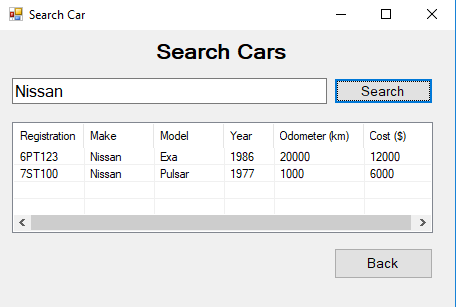 Search Car
Search Cars
Nissan Search
Registration Make Model Year Odometer (km) Cost ($)
6PT123 Nissan Exa 1986 20000 12000
7ST100 Nissan Pulsar 1977 1000 6000
Back